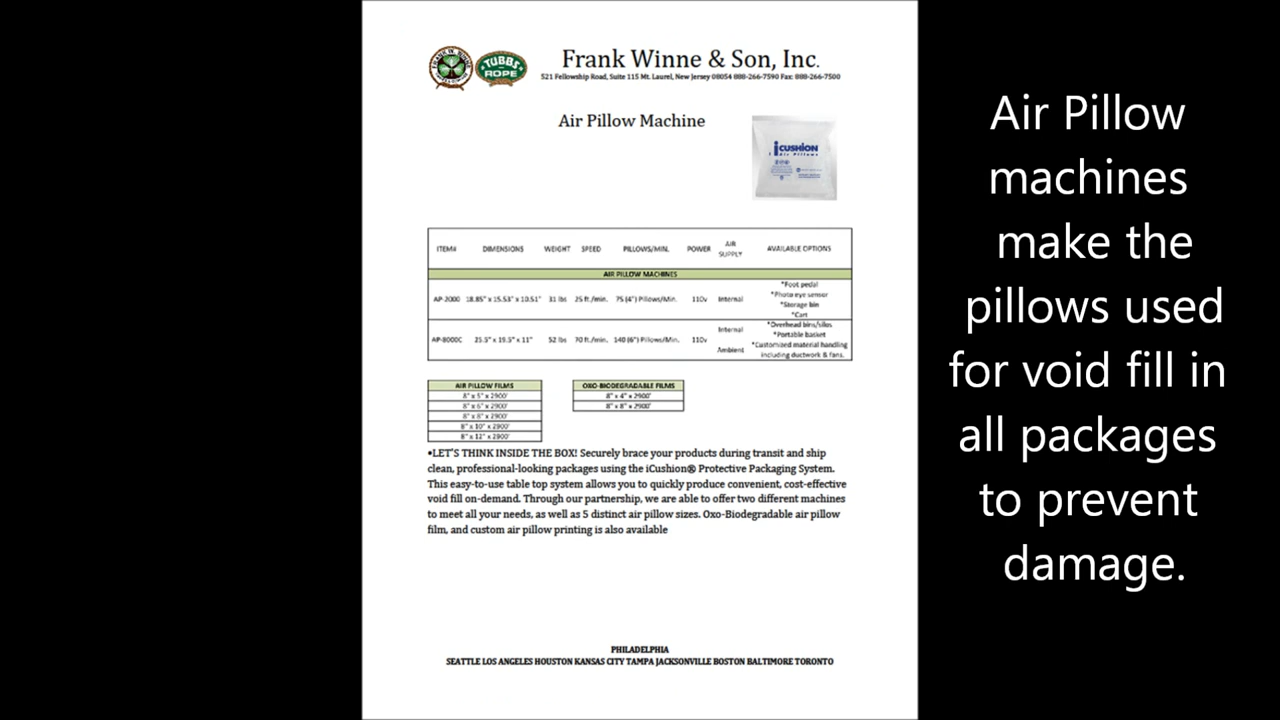 FRANK W. WINNE
TUBBS
ROPE
Frank Winne & Son, Inc.
521 Fellowship Road, Suite 115 Mt. Laurel, New Jersey 08054 888-266-7590 Fax: 888-266-7500
Air Pillow Machine
iCUSHION
Air Pillows
ITEM# DIMENSIONS WEIGHT SPEED PILLOWS/MIN. POWER AIR SUPPLY AVAILABLE OPTIONS
AIR PILLOW MACHINES
AP-2000 18.85" x 15.53" x 10.51" 31 lbs 25 ft./min. 75 (4") Pillows/Min. 110v Internal
*Foot pedal
*Photo eye sensor
*Storage bin
*Cart
AP-8000C 25.5" x 19.5" x 11" 52 lbs 70 ft./min. 140 (6") Pillows/Min. 110v Internal
Ambient
*Overhead bins/silos
*Portable basket
*Customized material handling
including ductwork & fans.
AIR PILLOW FILMS
8" x 5" x 2900'
8" x 6" x 2900'
8" x 8" x 2900'
8" x 10" x 2900'
8" x 12" x 2900'
OXO-BIODEGRADABLE FILMS
8" x 4" x 2900'
8" x 8" x 2900'
•LET'S THINK INSIDE THE BOX! Securely brace your products during transit and ship
clean, professional-looking packages using the iCushion® Protective Packaging System.
This easy-to-use table top system allows you to quickly produce convenient, cost-effective
void fill on-demand. Through our partnership, we are able to offer two different machines
to meet all your needs, as well as 5 distinct air pillow sizes. Oxo-Biodegradable air pillow
film, and custom air pillow printing is also available
PHILADELPHIA
SEATTLE LOS ANGELES HOUSTON KANSAS CITY TAMPA JACKSONVILLE BOSTON BALTIMORE TORONTO
Air Pillow
machines
make the
pillows used
for void fill in
all packages
to prevent
damage.